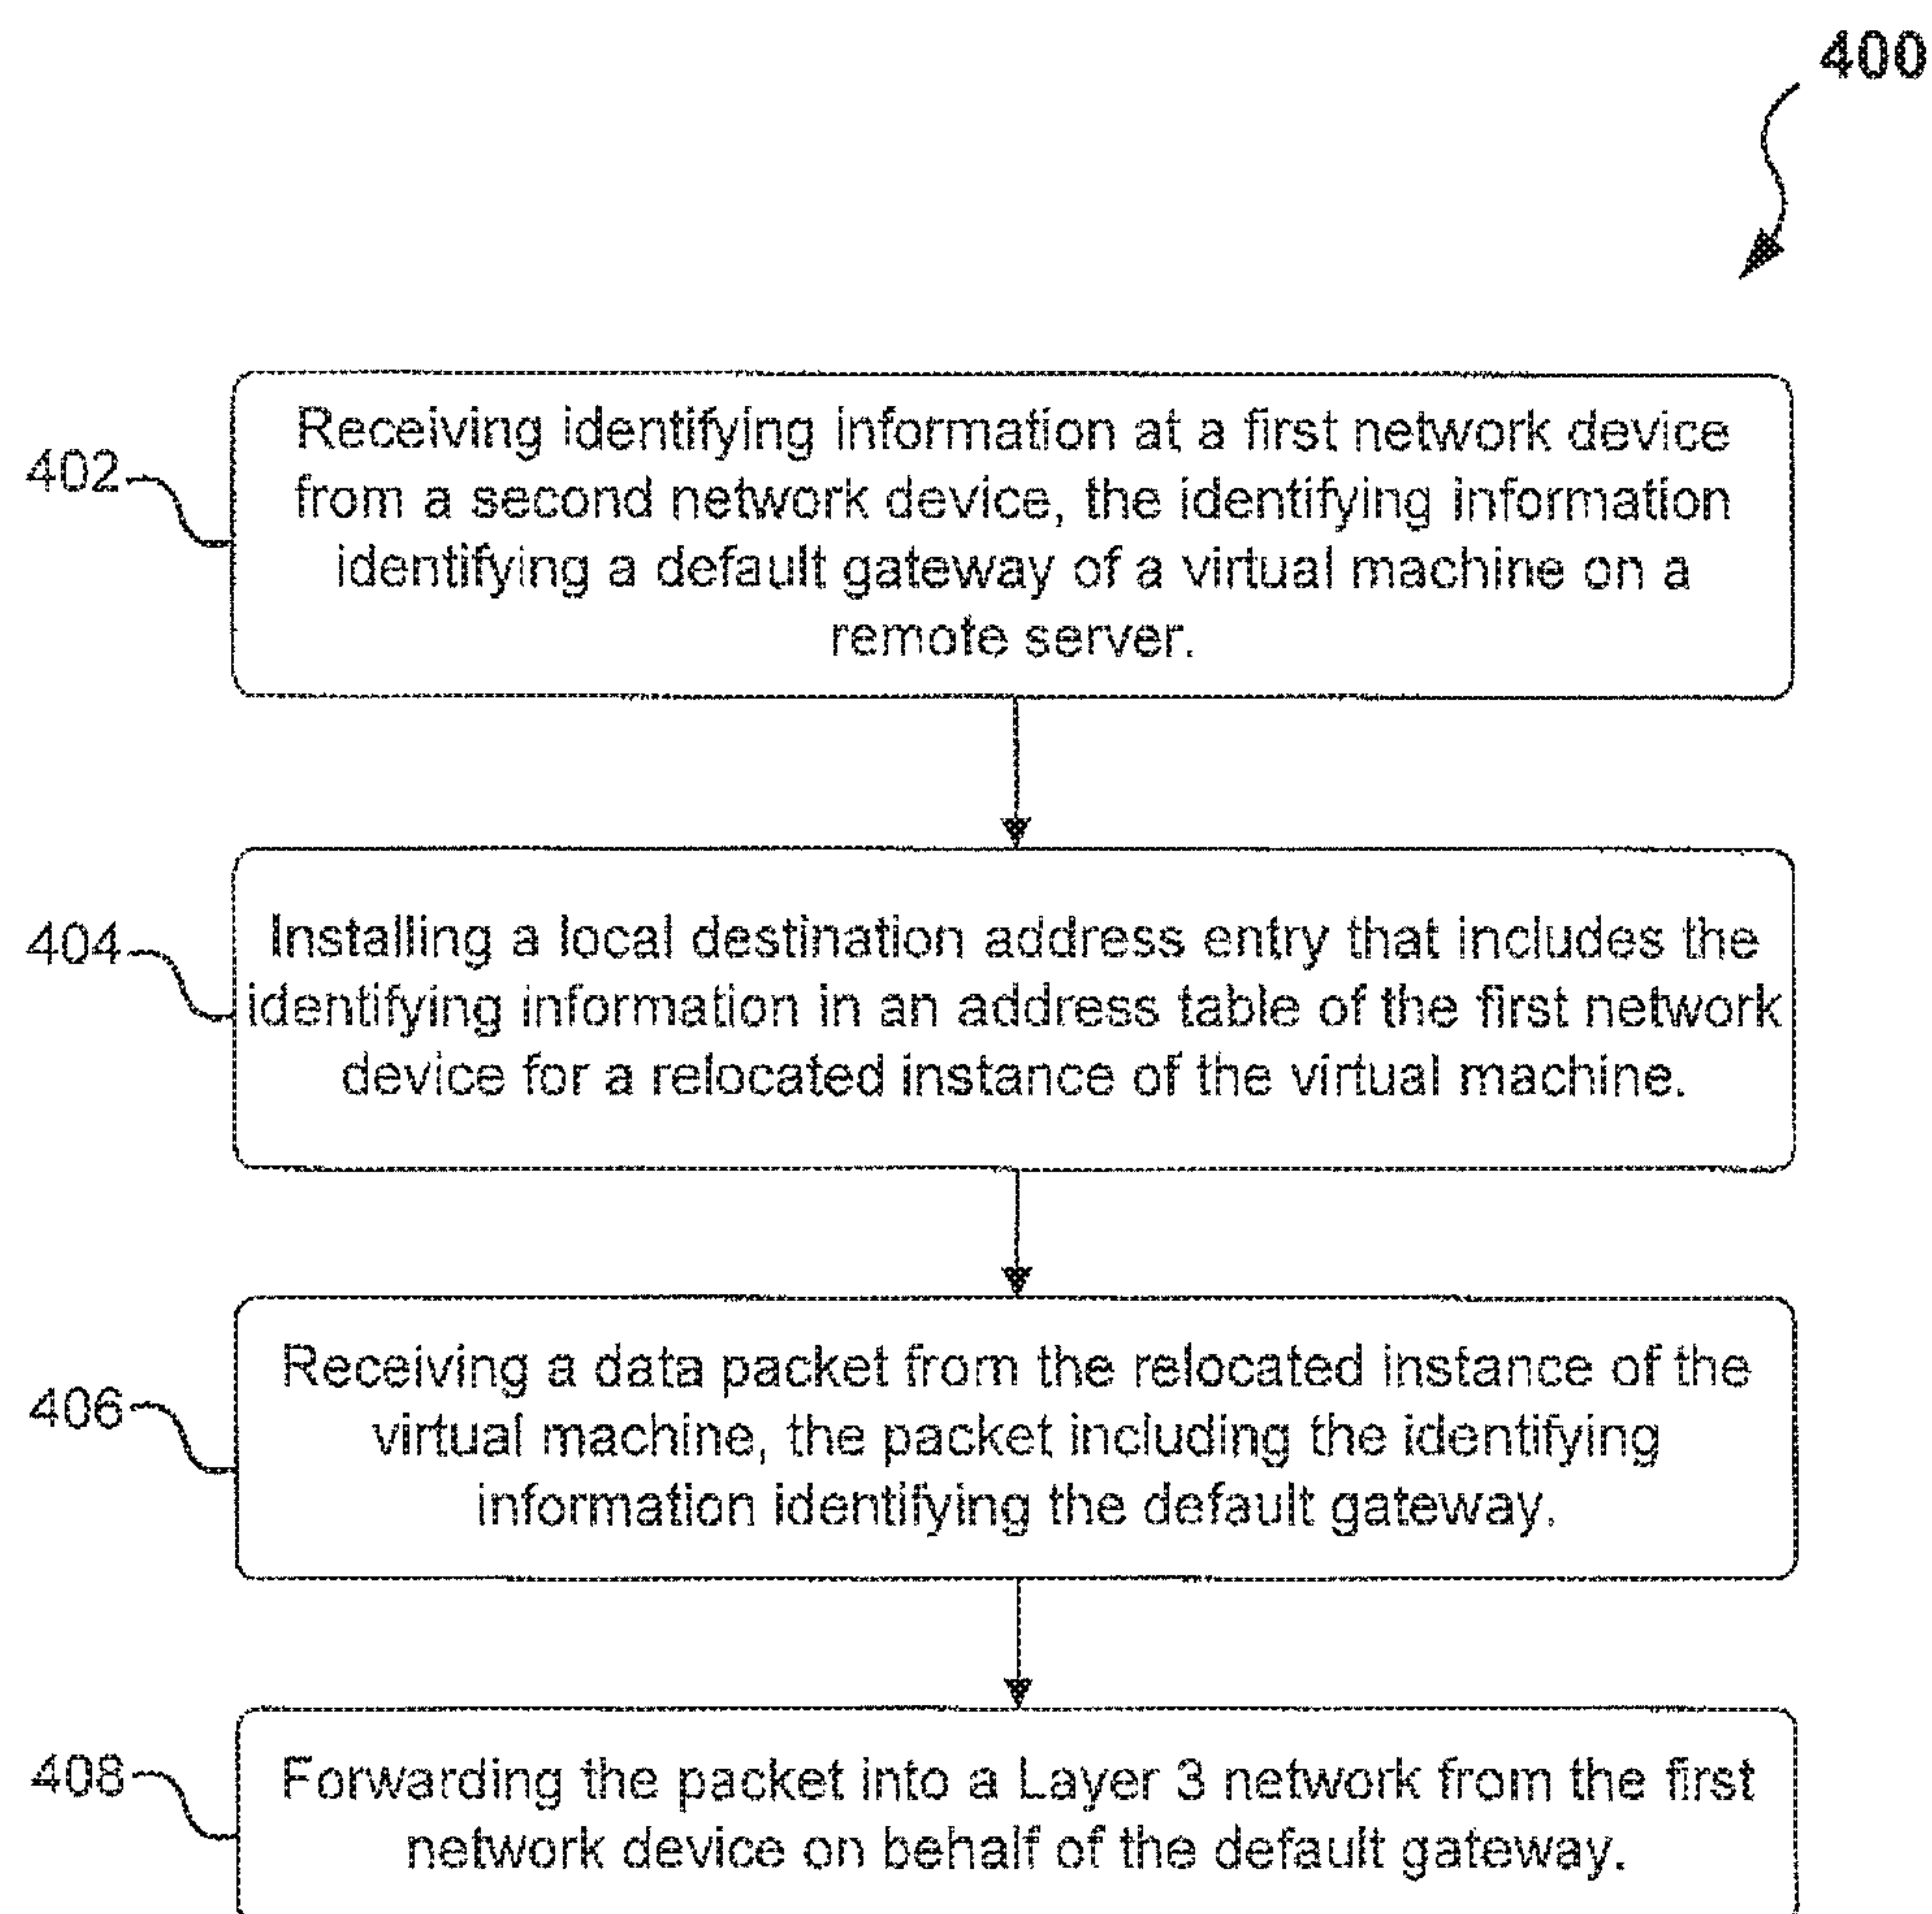 400
402
Receiving identifying information at a first network device
from a second network device, the identifying information
identifying a default gateway of a virtual machine on a
remote server.
404
Installing a local destination address entry that includes the
identifying information in an address table of the first network
device for a relocated instance of the virtual machine.
406
Receiving a data packet from the relocated instance of the
virtual machine, the packet including the identifying
information identifying the default gateway.
408
Forwarding the packet into a Layer 3 network from the first
network device on behalf of the default gateway.